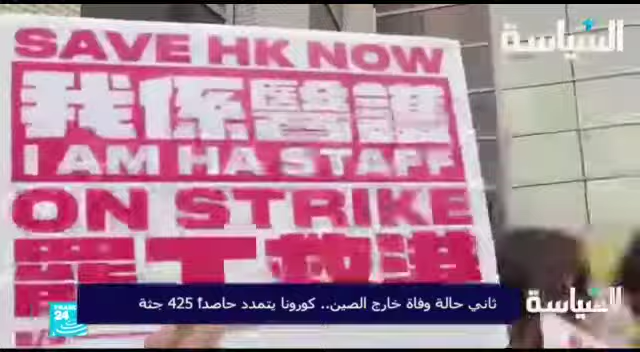 السياسة
SAVE HK NOW
我係醫護
I AM HA STAFF
ON STRIKE
罷工救港
ثاني حالة وفاة خارج الصين.. كورونا يتمدد حاصداً 425 جثة
السياسة
FRANCE
24